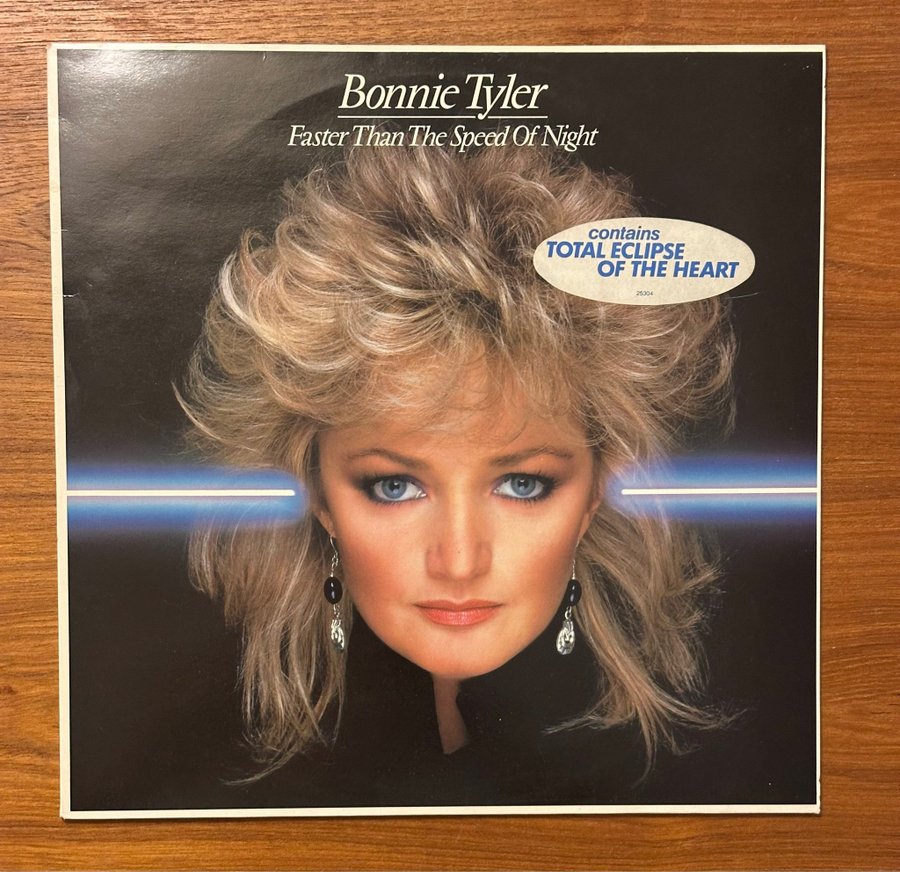 Bonnie Tyler
Faster Than The Speed Of Night
contains
TOTAL ECLIPSE
OF THE HEART
25304